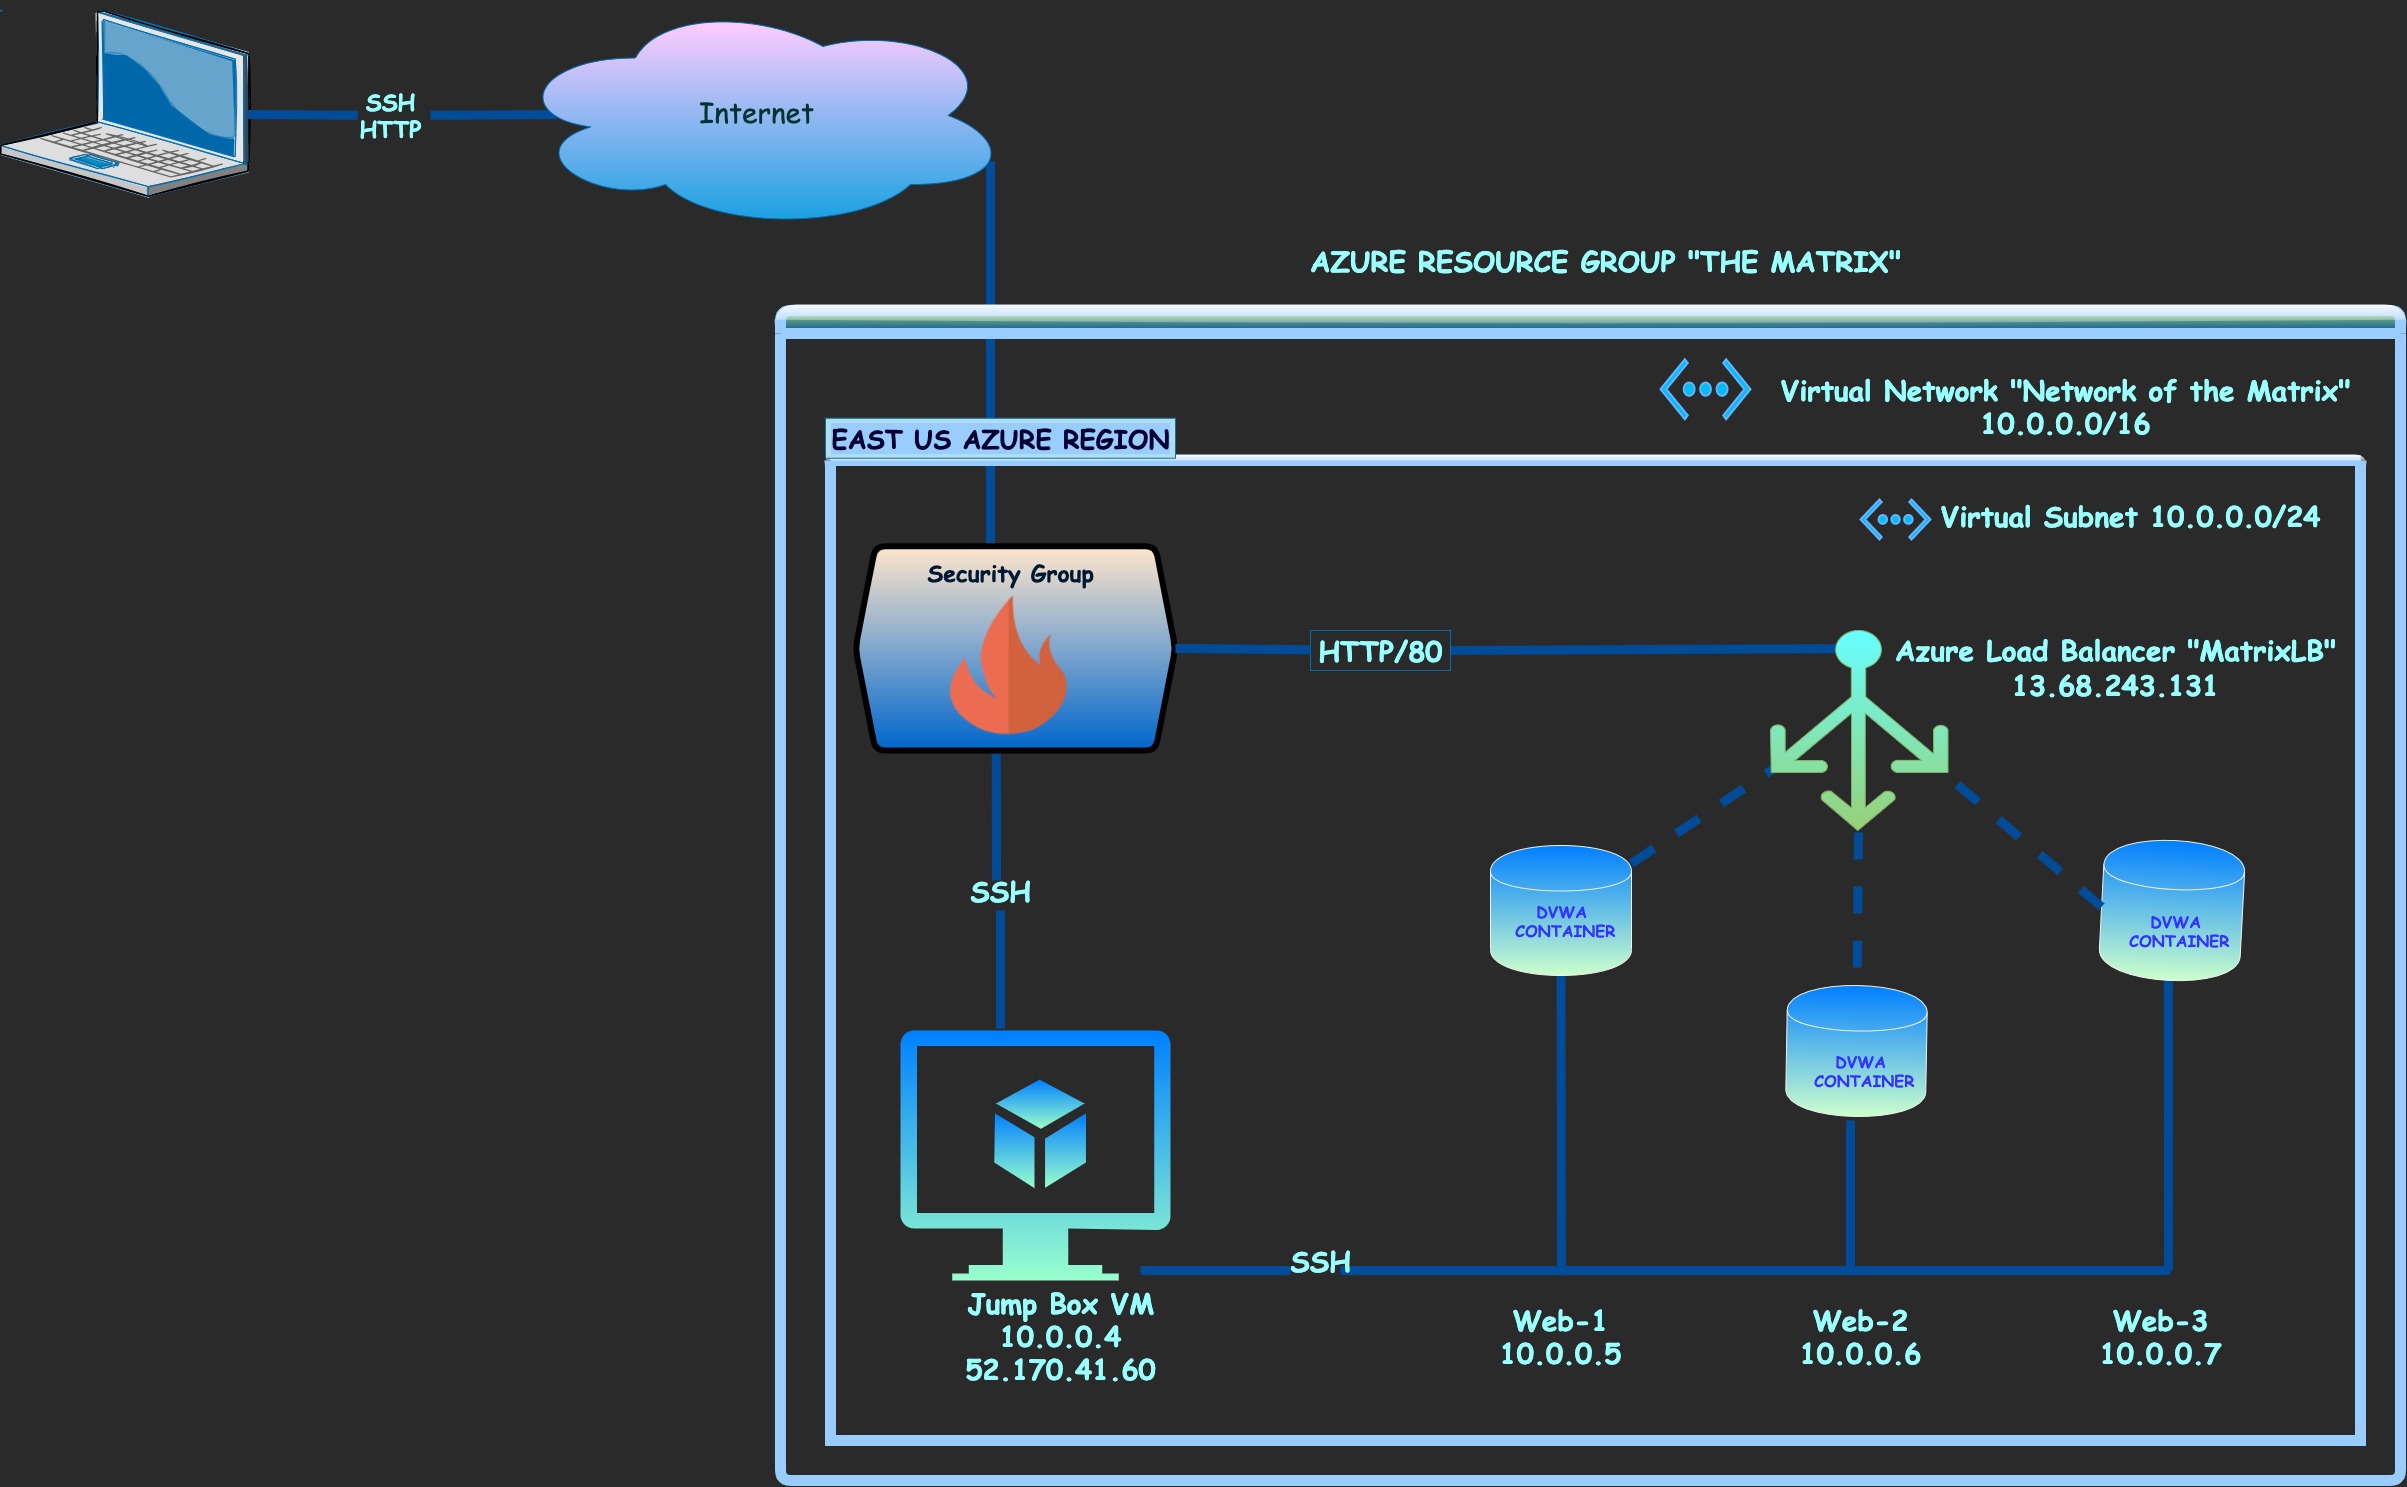 SSH
HTTP
Internet
AZURE RESOURCE GROUP "THE MATRIX"
Virtual Network "Network of the Matrix"
10.0.0.0/16
EAST US AZURE REGION
Virtual Subnet 10.0.0.0/24
Security Group
HTTP/80
Azure Load Balancer "MatrixLB"
13.68.243.131
SSH
DVWA
CONTAINER
DVWA
CONTAINER
DVWA
CONTAINER
SSH
Jump Box VM
10.0.0.4
52.170.41.60
Web-1
10.0.0.5
Web-2
10.0.0.6
Web-3
10.0.0.7